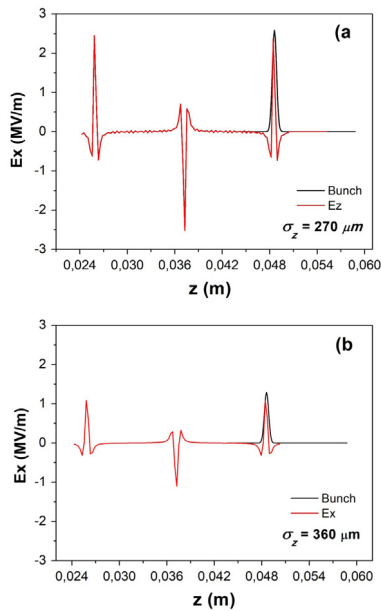 (a
3
2
1
0
-1
-2
-3
Ex (MV/m)
Bunch
Ez
σz = 270 μm
0,024 0,030 0,036 0,042 0,048 0,054 0,060
z (m)
(b
3
2
1
0
-1
-2
-3
Ex (MV/m)
Bunch
Ex
σz = 360 μm
0,024 0,030 0,036 0,042 0,048 0,054 0,060
z (m)